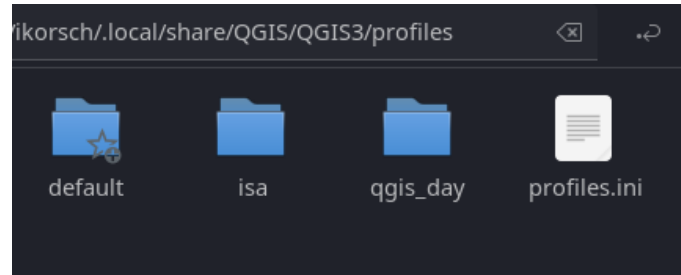 /ikorsch/.local/share/QGIS/QGIS3/profiles
default
isa
qgis_day
profiles.ini